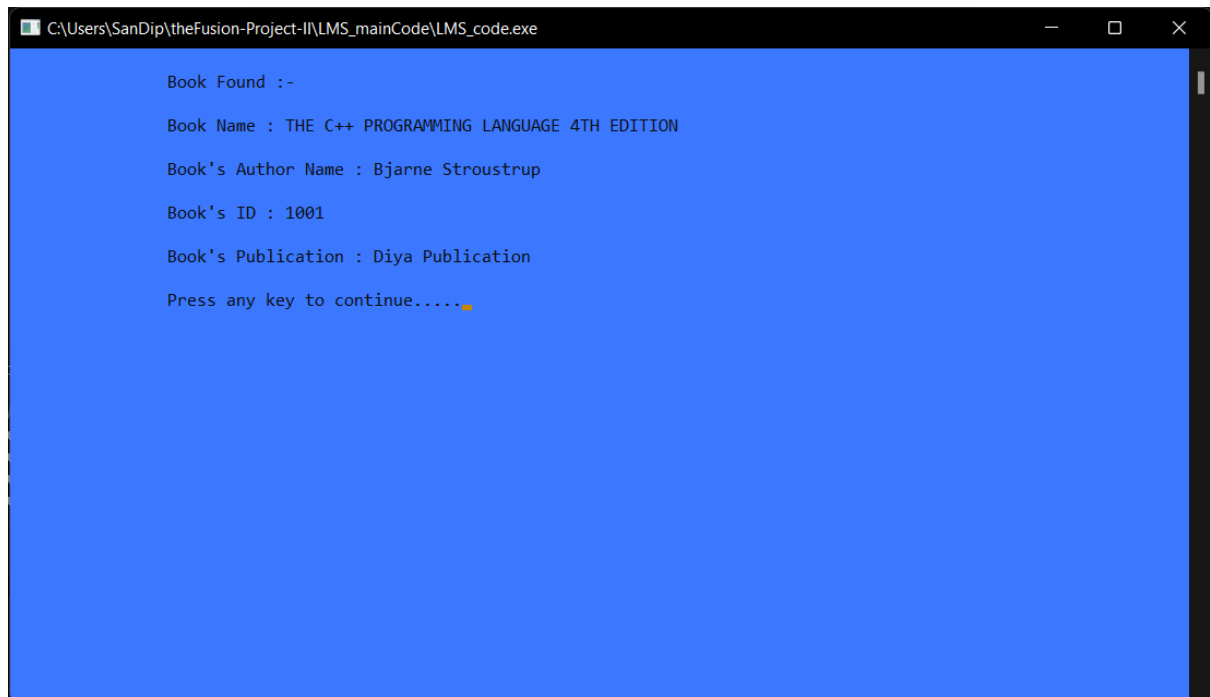 C:\Users\SanDip\theFusion-Project-II\LMS_mainCode\LMS_code.exe
Book Found :-
Book Name : THE C++ PROGRAMMING LANGUAGE 4TH EDITION
Book's Author Name : Bjarne Stroustrup
Book's ID : 1001
Book's Publication : Diya Publication
Press any key to continue.....